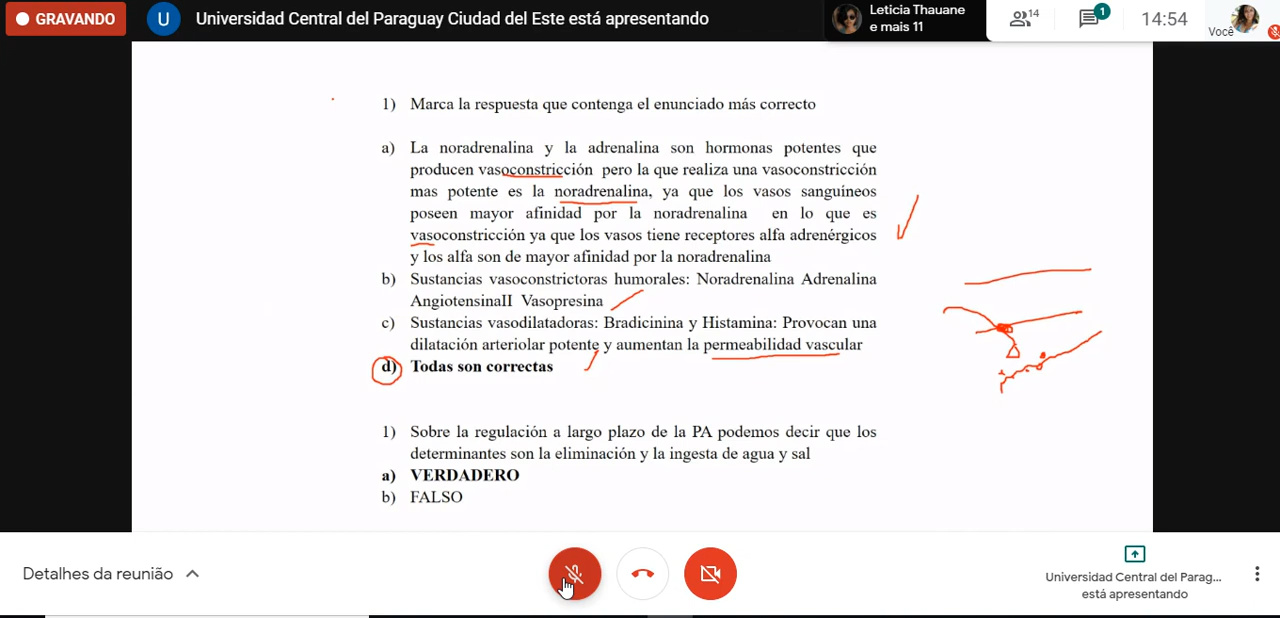 GRAVANDO
U
Universidad Central del Paraguay Ciudad del Este está apresentando
Leticia Thauane
e mais 11
14
1
14:54
Você
1) Marca la respuesta que contenga el enunciado más correcto
a) La noradrenalina y la adrenalina son hormonas potentes que
producen vasoconstricción pero la que realiza una vasoconstricción
mas potente es la noradrenalina, ya que los vasos sanguíneos
poseen mayor afinidad por la noradrenalina en lo que es
vasoconstricción ya que los vasos tiene receptores alfa adrenérgicos
y los alfa son de mayor afinidad por la noradrenalina
b) Sustancias vasoconstrictoras humorales: Noradrenalina Adrenalina
AngiotensinaII Vasopresina
c) Sustancias vasodilatadoras: Bradicinina y Histamina: Provocan una
dilatación arteriolar potente y aumentan la permeabilidad vascular
d) Todas son correctas
1) Sobre la regulación a largo plazo de la PA podemos decir que los
determinantes son la eliminación y la ingesta de agua y sal
a) VERDADERO
b) FALSO
Detalhes da reunião
Universidad Central del Parag...
está apresentando